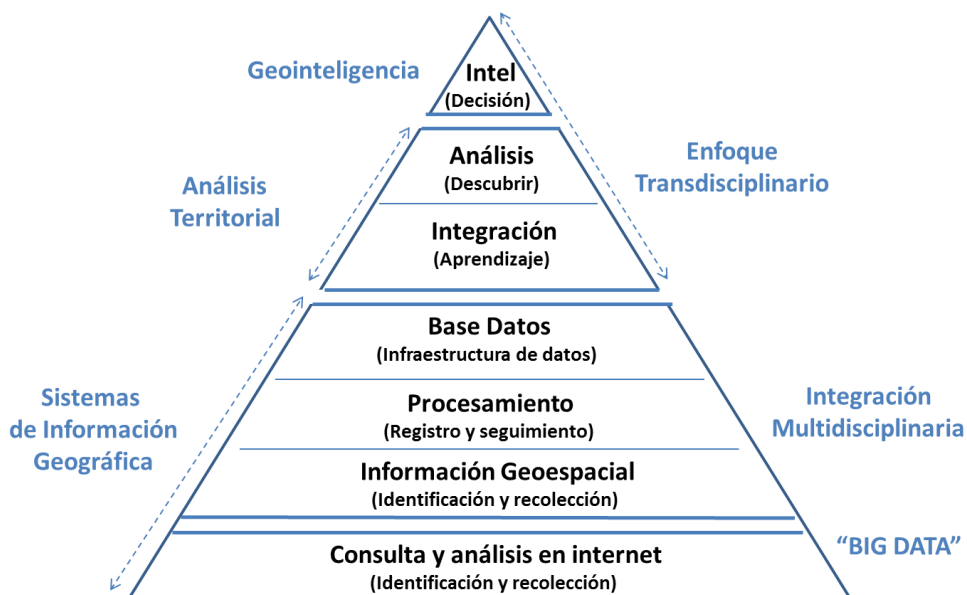 Geointeligencia
Intel
(Decisión)
Análisis
(Descubrir)
Enfoque
Transdisciplinario
Análisis
Territorial
Integración
(Aprendizaje)
Base Datos
(Infraestructura de datos)
Sistemas
de Información
Geográfica
Procesamiento
(Registro y seguimiento)
Integración
Multidisciplinaria
Información Geoespacial
(Identificación y recolección)
Consulta y análisis en internet
(Identificación y recolección)
“BIG DATA”